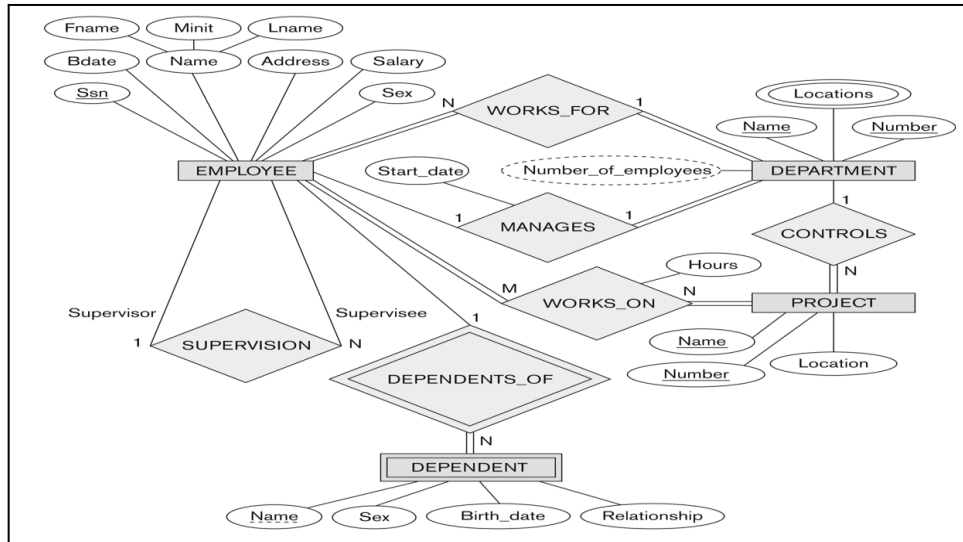 Fname Minit Lname
Bdate Name Address Salary
Ssn Sex
N WORKS_FOR 1
Locations
Name Number
EMPLOYEE
Start_date Number_of_employees DEPARTMENT
1 MANAGES 1
1
CONTROLS
N
Hours
M WORKS_ON N
PROJECT
Name
Number Location
Supervisor Supervisee
1 SUPERVISION N
1
DEPENDENTS_OF
N
DEPENDENT
Name Sex Birth_date Relationship